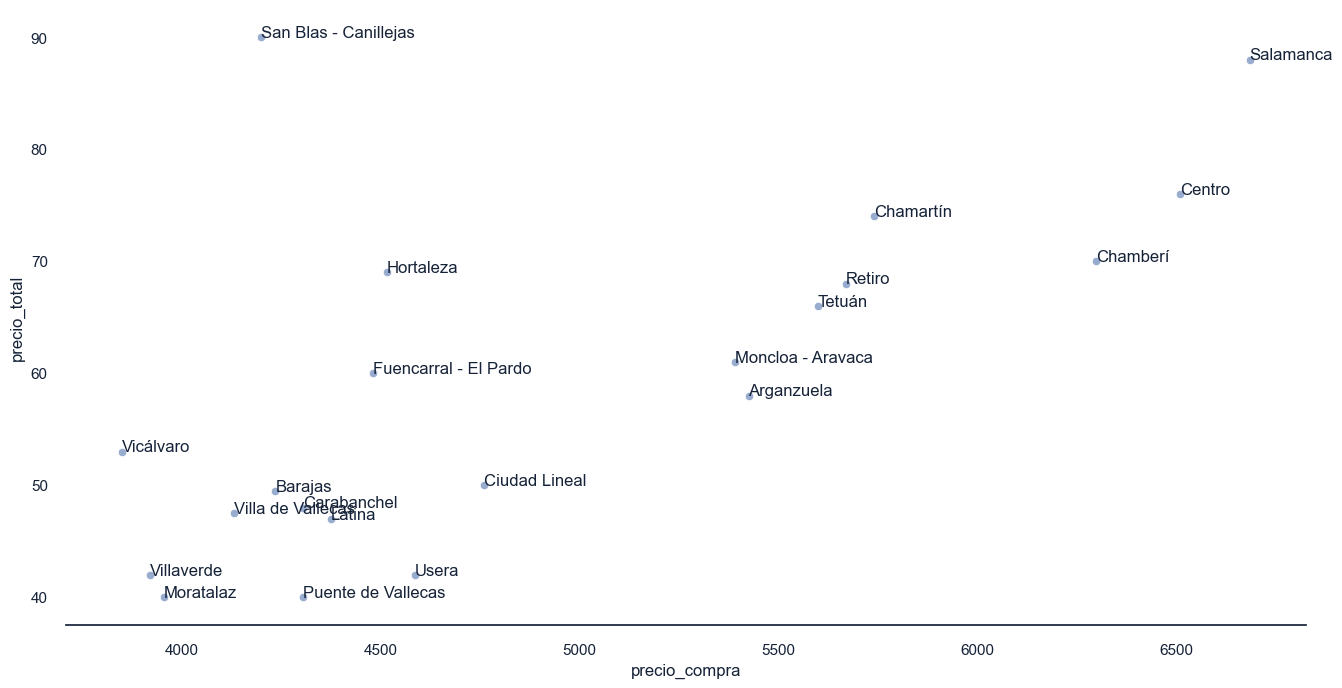 90
San Blas - Canillejas
Salamanca
80
Centro
Chamartín
Chamberí
70
Hortaleza
Retiro
Tetuán
precio_total
Moncloa - Aravaca
60
Fuencarral - El Pardo
Arganzuela
Vicálvaro
50
Ciudad Lineal
Barajas
Carabanchel
Villa de Vallecas
Latina
Villaverde
Usera
40
Moratalaz
Puente de Vallecas
4000
4500
5000
5500
6000
6500
precio_compra